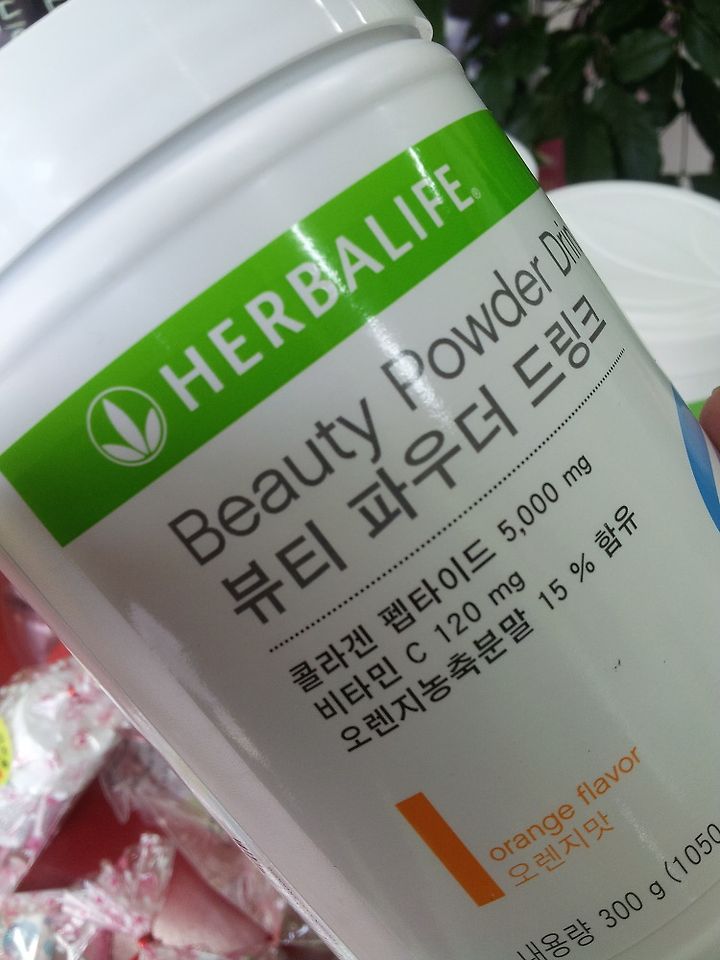 HERBALIFE®
Beauty Powder Drink
뷰티 파우더 드링크
콜라겐 펩타이드 5,000 mg
비타민 C 120 mg
오렌지농축분말 15 % 함유
orange flavor
오렌지맛
내용량 300 g (1050